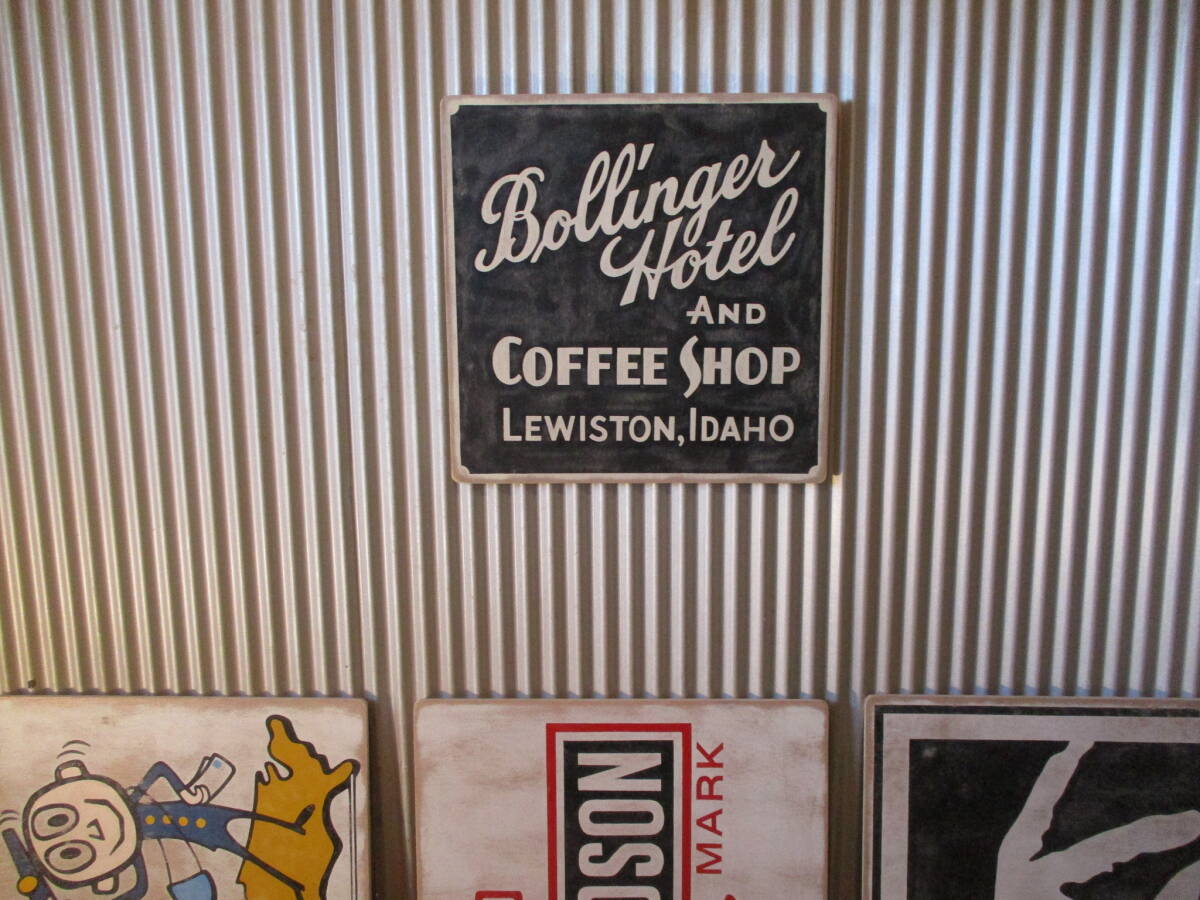 Bollinger
Hotel
AND
COFFEE SHOP
LEWISTON, IDAHO
MARK